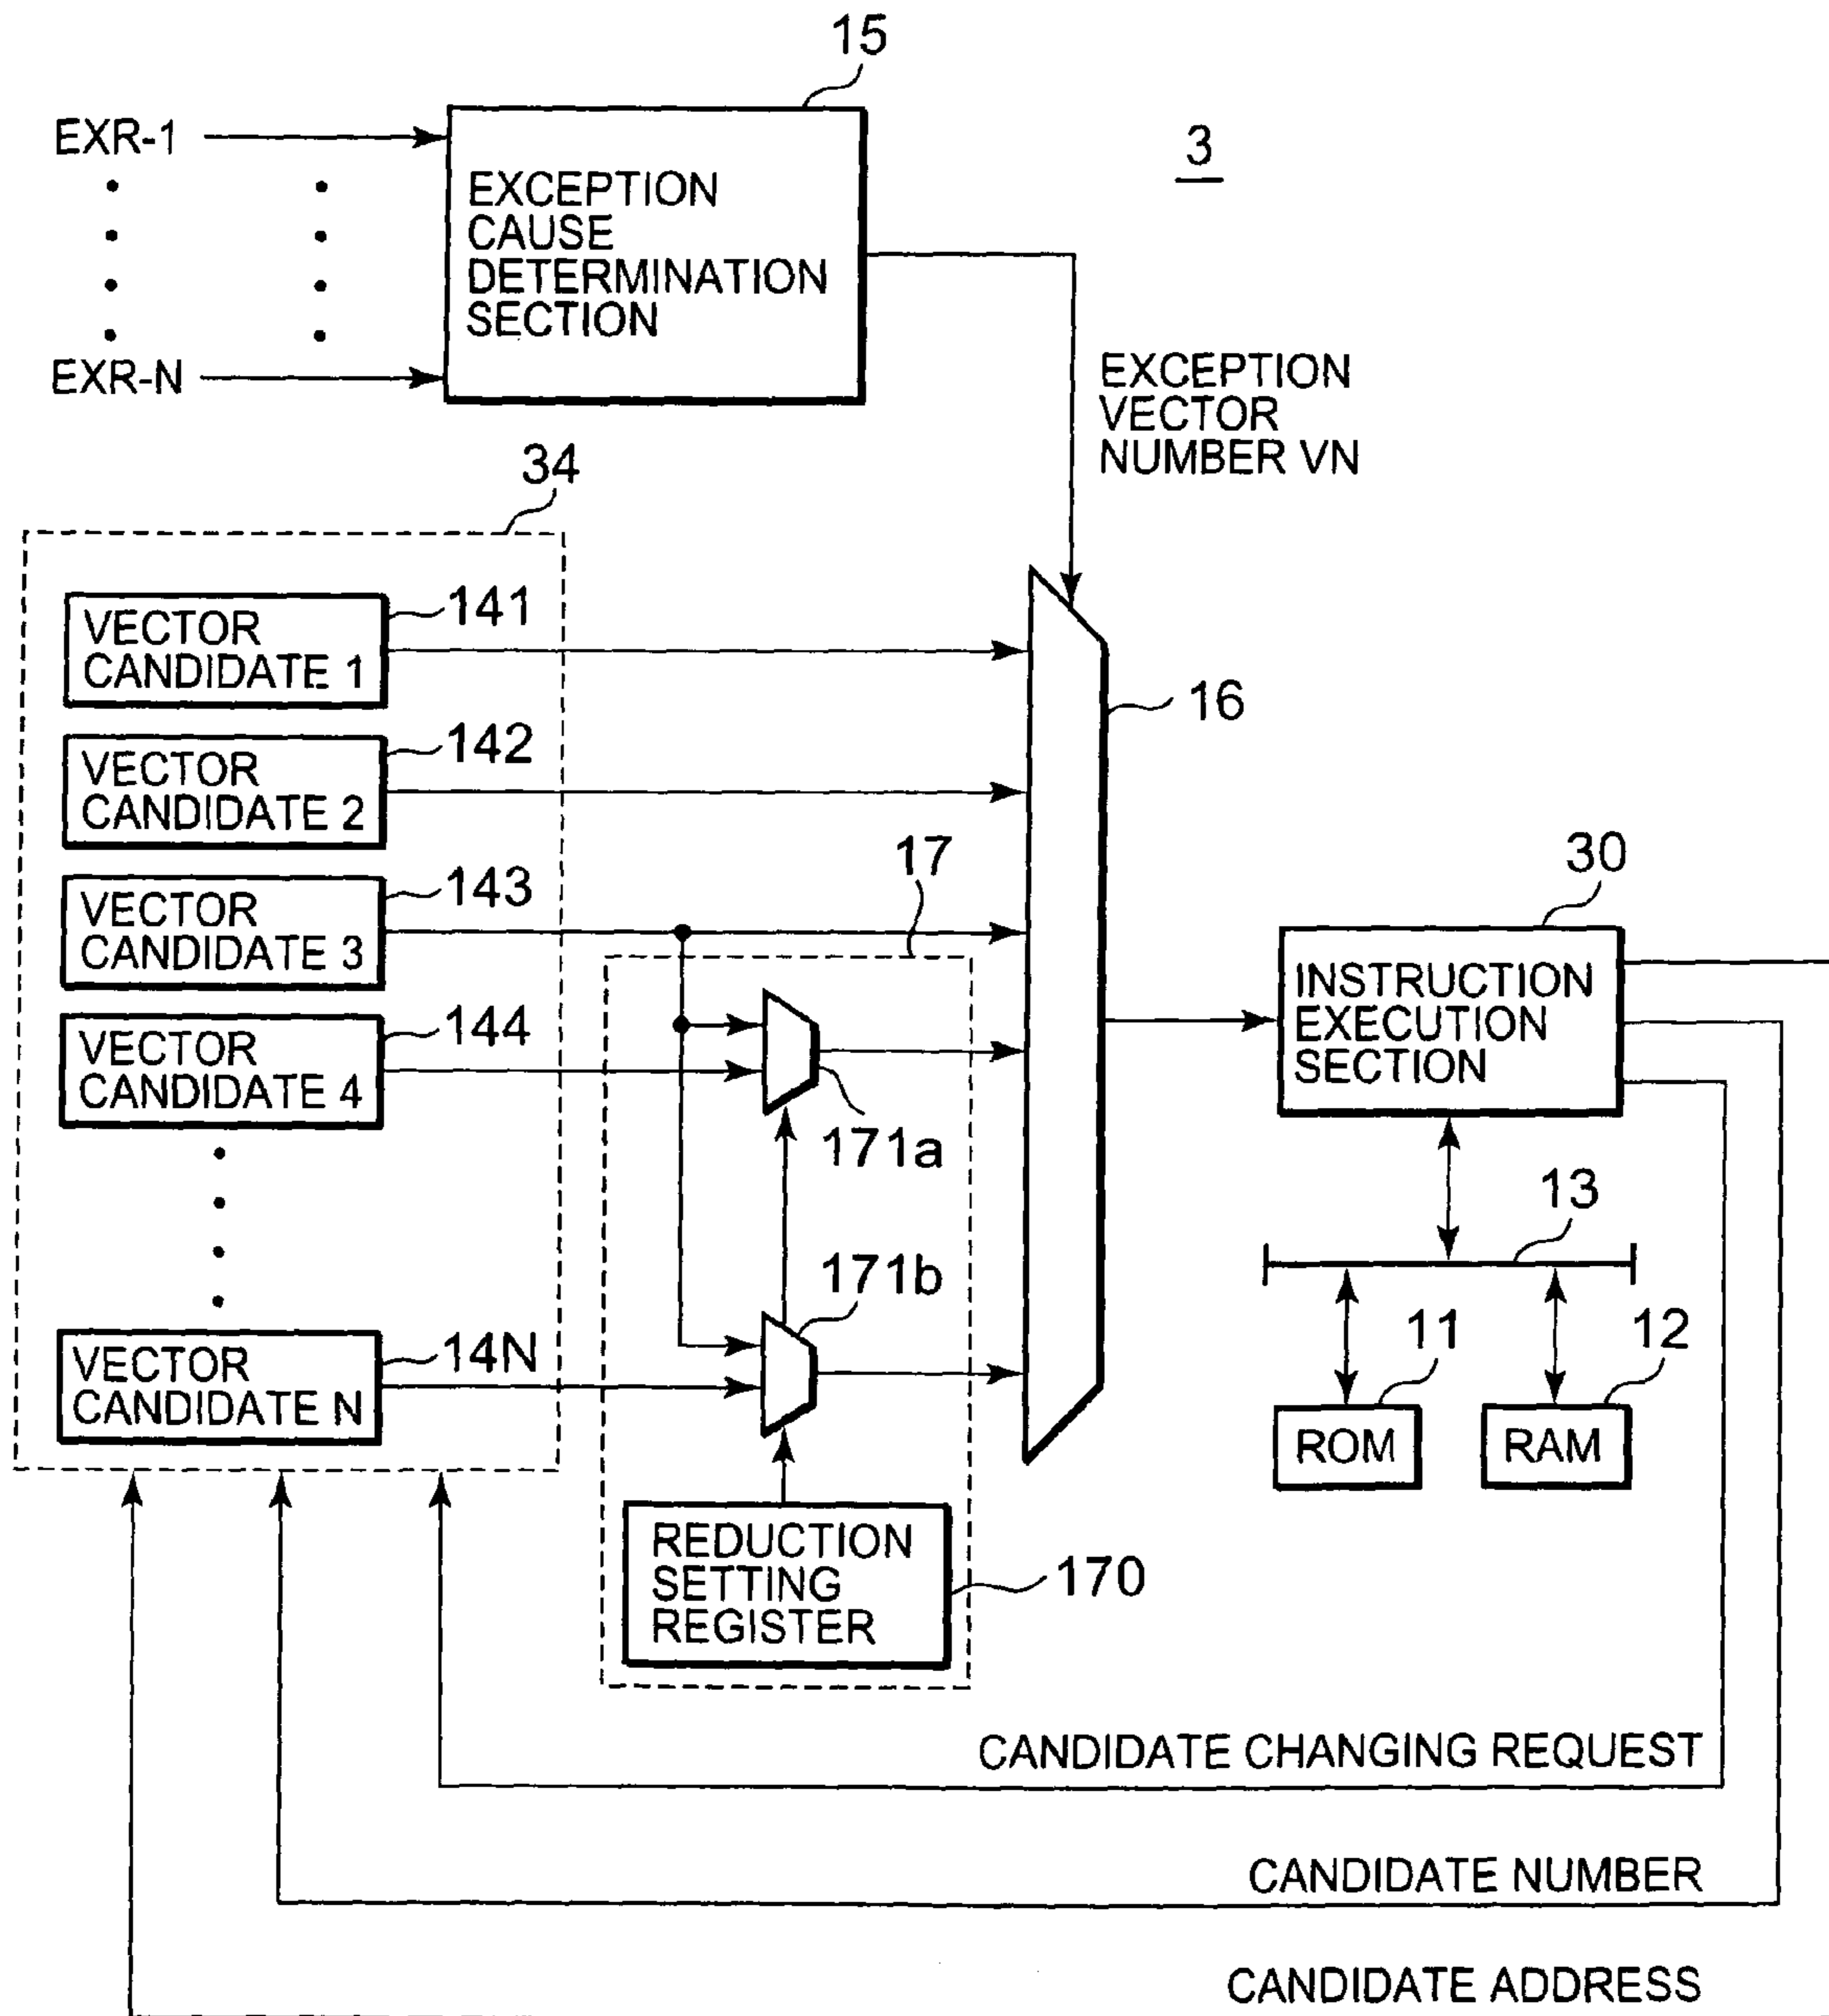 15
EXR-1
EXCEPTION
CAUSE
DETERMINATION
SECTION
EXR-N
3
EXCEPTION
VECTOR
NUMBER VN
34
VECTOR
CANDIDATE 1
141
VECTOR
CANDIDATE 2
142
VECTOR
CANDIDATE 3
143
VECTOR
CANDIDATE 4
144
VECTOR
CANDIDATE N
14N
16
17
171a
171b
REDUCTION
SETTING
REGISTER
170
30
INSTRUCTION
EXECUTION
SECTION
13
11
12
ROM
RAM
CANDIDATE CHANGING REQUEST
CANDIDATE NUMBER
CANDIDATE ADDRESS